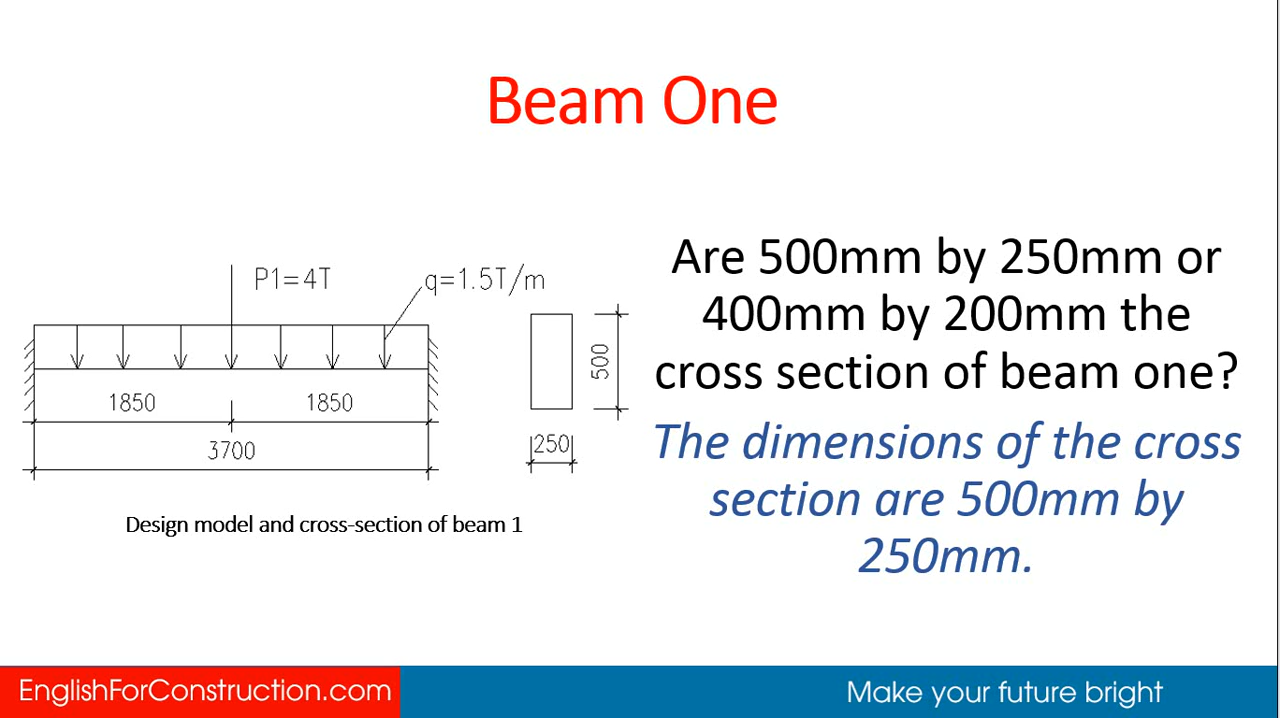 Beam One
P1=4T
q=1.5T/m
1850
1850
3700
500
250
Design model and cross-section of beam 1
Are 500mm by 250mm or
400mm by 200mm the
cross section of beam one?
The dimensions of the cross
section are 500mm by
250mm.
EnglishForConstruction.com
Make your future bright